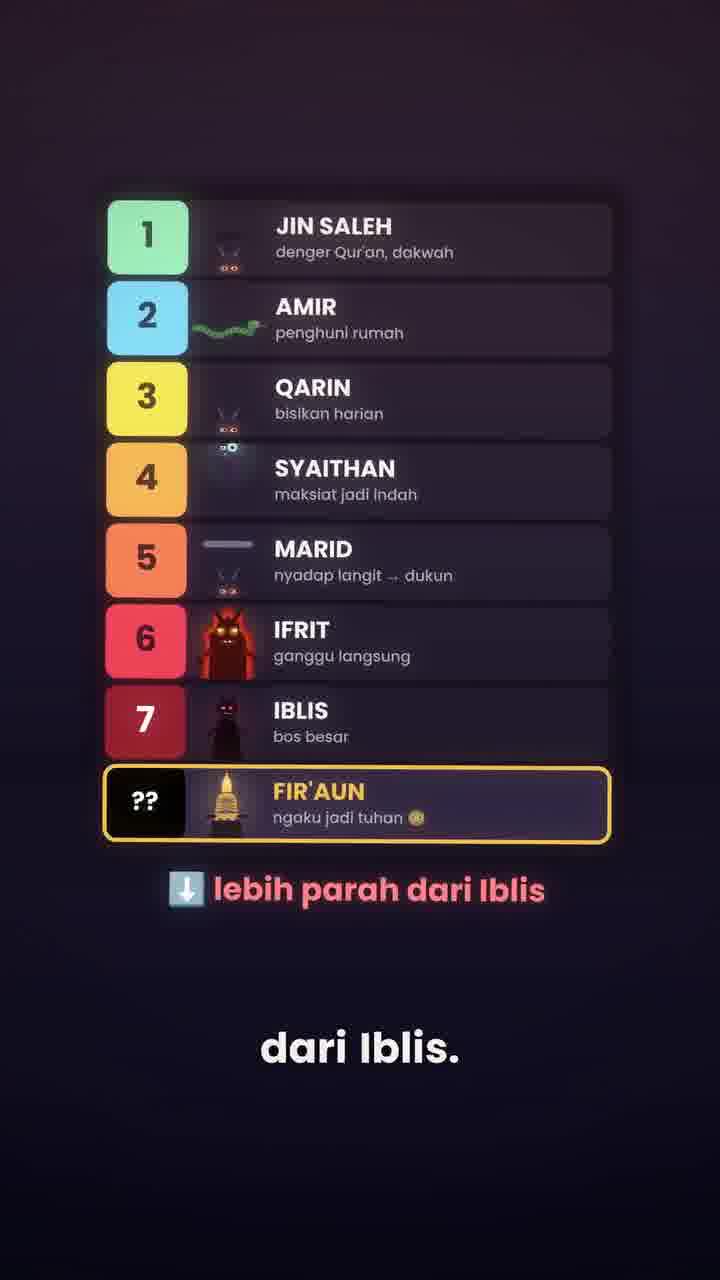 1
JIN SALEH
denger Qur'an, dakwah
2
AMIR
penghuni rumah
3
QARIN
bisikan harian
4
SYAITHAN
maksiat jadi indah
5
MARID
nyadap langit → dukun
6
IFRIT
ganggu langsung
7
IBLIS
bos besar
??
FIR'AUN
ngaku jadi tuhan
⬇️ lebih parah dari Iblis
dari Iblis.